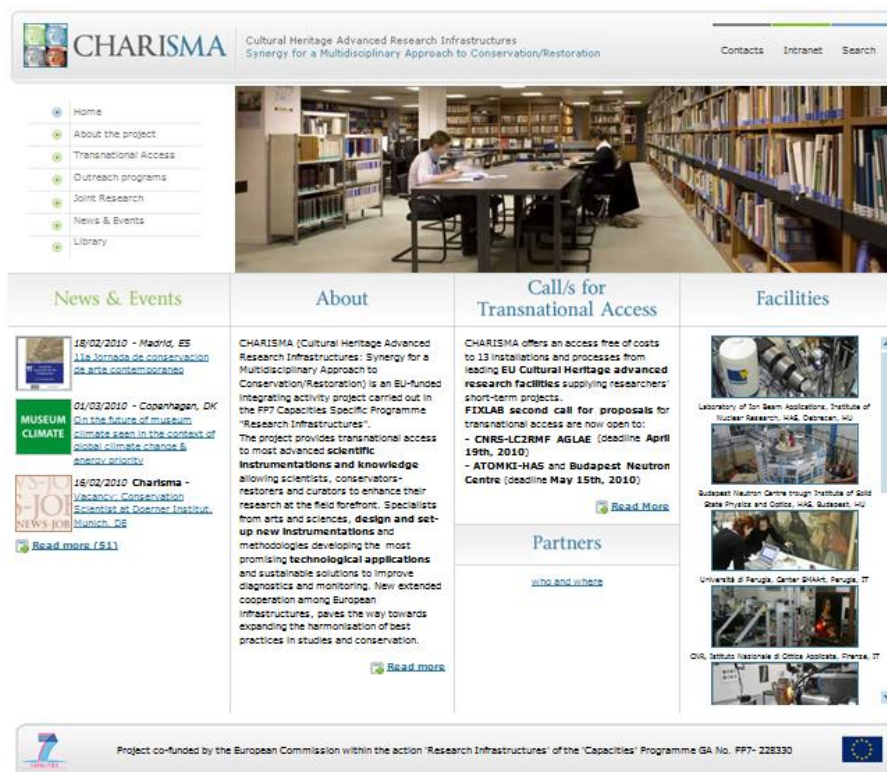 CHARISMA
Cultural Heritage Advanced Research Infrastructures
Synergy for a Multidisciplinary Approach to Conservation/Restoration
Contacts Intranet Search
Home
About the project
Transnational Access
Outreach programs
Joint Research
News & Events
Library
News & Events
18/02/2010 - Madrid, ES
11a Jornada de conservacion
de arte contemporaneo
MUSEUM
CLIMATE
01/03/2010 - Copenhagen, DK
On the future of museum
climate seen in the context of
global climate change &
energy priority
VS-JOB
S-JOB
NEWS-JOB
16/02/2010 Charisma -
Vacancy: Conservation
Scientist at Doerner Institut,
Munich, DE
Read more (51)
About
CHARISMA (Cultural Heritage Advanced
Research Infrastructures: Synergy for a
Multidisciplinary Approach to
Conservation/Restoration) is an EU-funded
integrating activity project carried out in
the FP7 Capacities Specific Programme
"Research Infrastructures".
The project provides transnational access
to most advanced scientific
instrumentations and knowledge
allowing scientists, conservators-
restorers and curators to enhance their
research at the field forefront. Specialists
from arts and sciences, design and set-
up new instrumentations and
methodologies developing the most
promising technological applications
and sustainable solutions to improve
diagnostics and monitoring. New extended
cooperation among European
infrastructures, paves the way towards
expanding the harmonisation of best
practices in studies and conservation.
Read more
Call/s for
Transnational Access
CHARISMA offers an access free of costs
to 13 installations and processes from
leading EU Cultural Heritage advanced
research facilities supplying researchers'
short-term projects.
FIXLAB second call for proposals for
transnational access are now open to:
- CNRS-LC2RMF AGLAE (deadline April
19th, 2010)
- ATOMKI-HAS and Budapest Neutron
Centre (deadline May 15th, 2010)
Read More
Partners
who and where
Facilities
Laboratory of Ion Beam Applications, Institute of
Nuclear Research, HAS, Debrecen, HU
Budapest Neutron Centre trough Institute of Solid
State Physics and Optics, HAS, Budapest, HU
Università di Perugia, Center SMAArt, Perugia, IT
CNR, Istituto Nazionale di Ottica Applicata, Firenze, IT
7
Project co-funded by the European Commission within the action 'Research Infrastructures' of the 'Capacities' Programme GA No. FP7- 228330